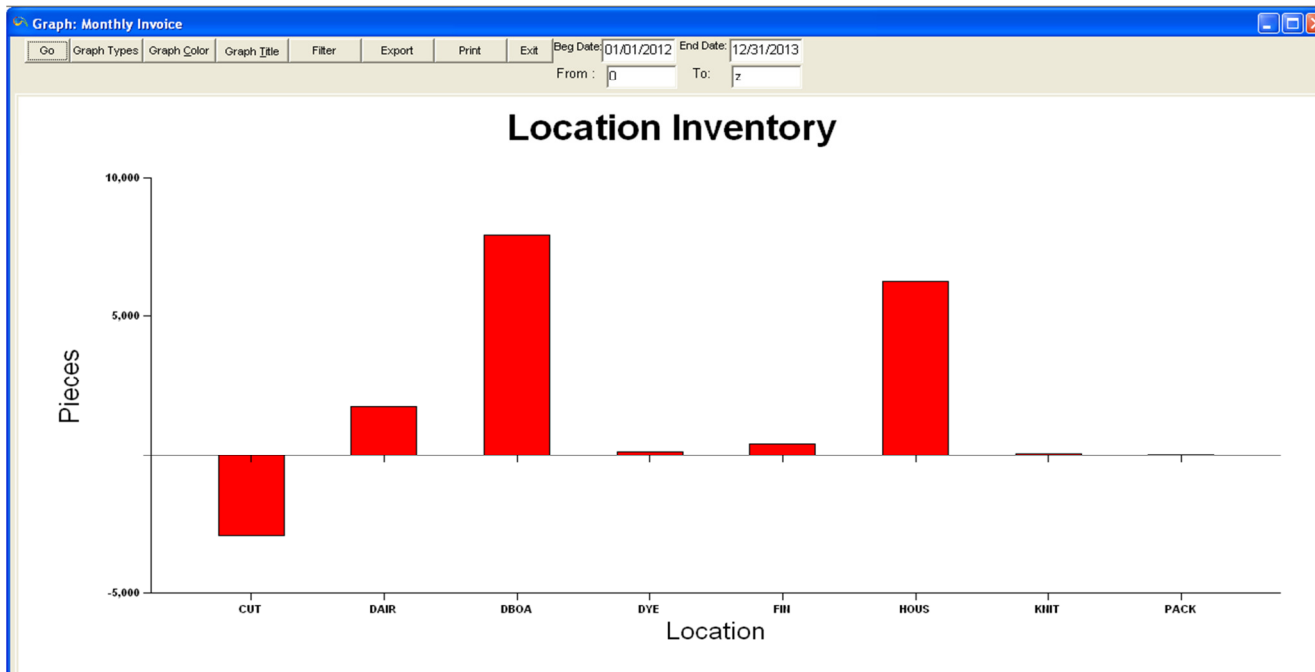 Graph: Monthly Invoice
Go Graph Types Graph Color Graph Title Filter Export Print Exit Beg Date: 01/01/2012 End Date: 12/31/2013
From : 0 To: z
Location Inventory
10,000
5,000
Pieces
-5,000
CUT DAIR DBOA DYE FIN HOUS KNIT PACK
Location